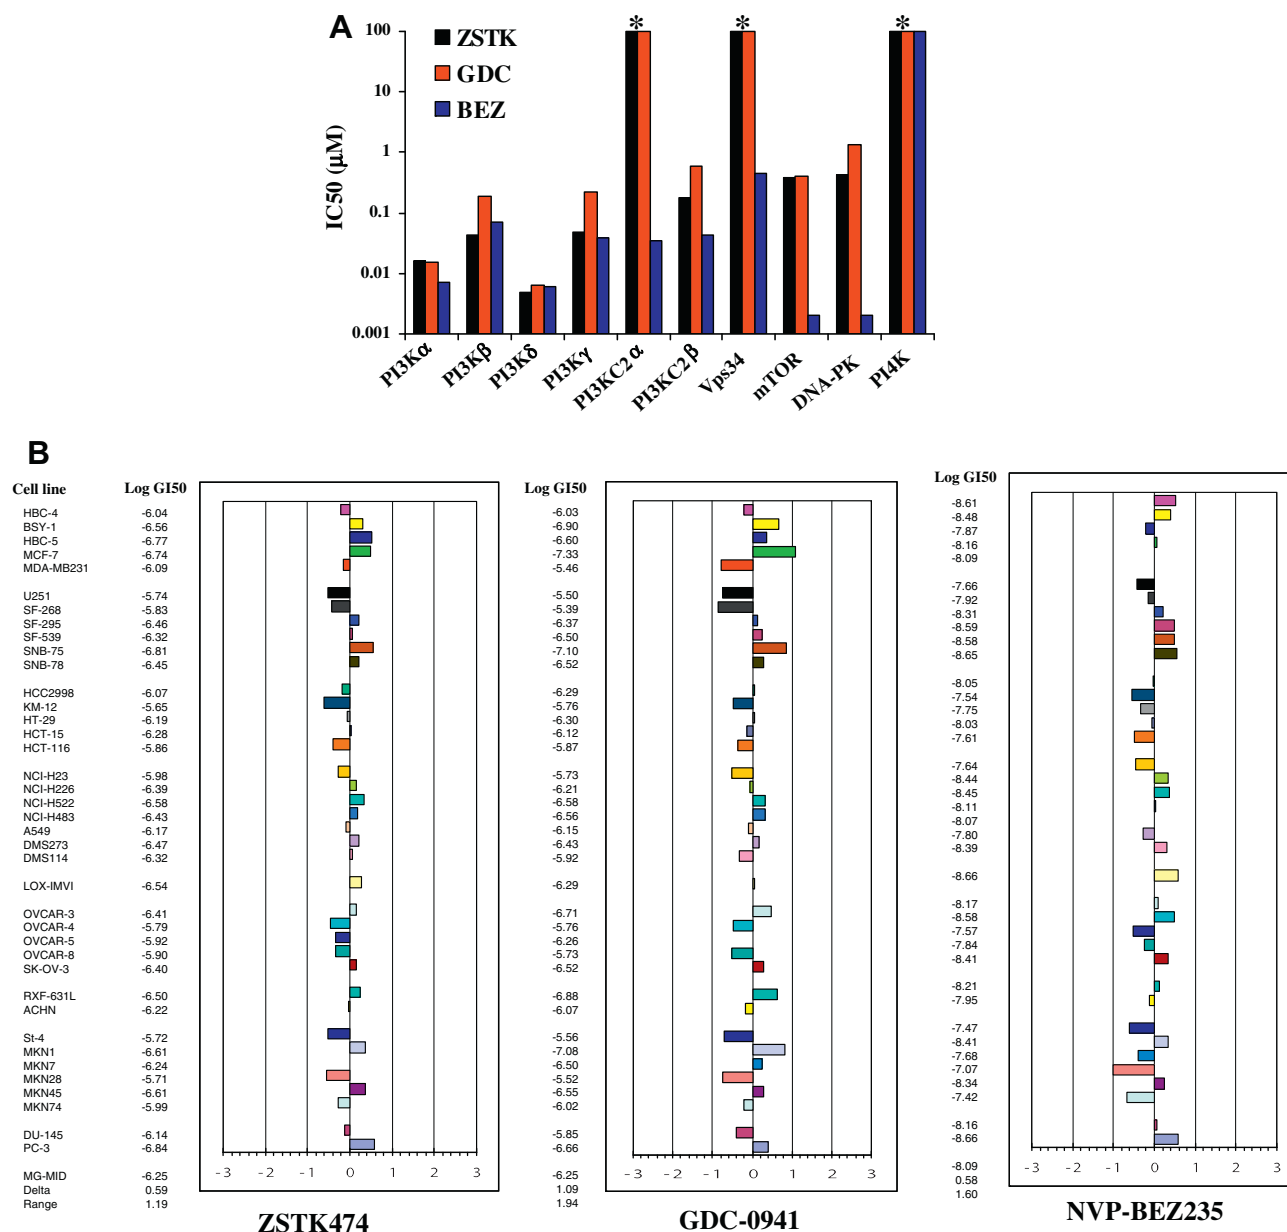 A
100
10
1
0.1
0.01
0.001
IC50 (μM)
ZSTK
GDC
BEZ
*
*
*
PI3Kα
PI3Kβ
PI3Kδ
PI3Kγ
PI3KC2α
PI3KC2β
Vps34
mTOR
DNA-PK
PI4K
B
Cell line Log GI50 Log GI50 Log GI50
HBC-4 -6.04 -6.03 -8.61
BSY-1 -6.56 -6.90 -8.48
HBC-5 -6.77 -6.60 -7.87
MCF-7 -6.74 -7.33 -8.16
MDA-MB231 -6.09 -5.46 -8.09
U251 -5.74 -5.50 -7.66
SF-268 -5.83 -5.39 -7.92
SF-295 -6.46 -6.37 -8.31
SF-539 -6.32 -6.50 -8.59
SNB-75 -6.81 -7.10 -8.58
SNB-78 -6.45 -6.52 -8.65
HCC2998 -6.07 -6.29 -8.05
KM-12 -5.65 -5.76 -7.54
HT-29 -6.19 -6.30 -7.75
HCT-15 -6.28 -6.12 -8.03
HCT-116 -5.86 -5.87 -7.61
NCI-H23 -5.98 -5.73 -7.64
NCI-H226 -6.39 -6.21 -8.44
NCI-H522 -6.58 -6.58 -8.45
NCI-H483 -6.43 -6.56 -8.11
A549 -6.17 -6.15 -8.07
DMS273 -6.47 -6.43 -7.80
DMS114 -6.32 -5.92 -8.39
LOX-IMVI -6.54 -6.29 -8.66
OVCAR-3 -6.41 -6.71 -8.17
OVCAR-4 -5.79 -5.76 -8.58
OVCAR-5 -5.92 -6.26 -7.57
OVCAR-8 -5.90 -5.73 -7.84
SK-OV-3 -6.40 -6.52 -8.41
RXF-631L -6.50 -6.88 -8.21
ACHN -6.22 -6.07 -7.95
St-4 -5.72 -5.56 -7.47
MKN1 -6.61 -7.08 -8.41
MKN7 -6.24 -6.50 -7.68
MKN28 -5.71 -5.52 -7.07
MKN45 -6.61 -6.55 -8.34
MKN74 -5.99 -6.02 -7.42
DU-145 -6.14 -5.85 -8.16
PC-3 -6.84 -6.66 -8.66
MG-MID -6.25 -6.25 -8.09
Delta 0.59 1.09 0.58
Range 1.19 1.94 1.60
-3 -2 -1 0 1 2 3
-3 -2 -1 0 1 2 3
-3 -2 -1 0 1 2 3
ZSTK474
GDC-0941
NVP-BEZ235